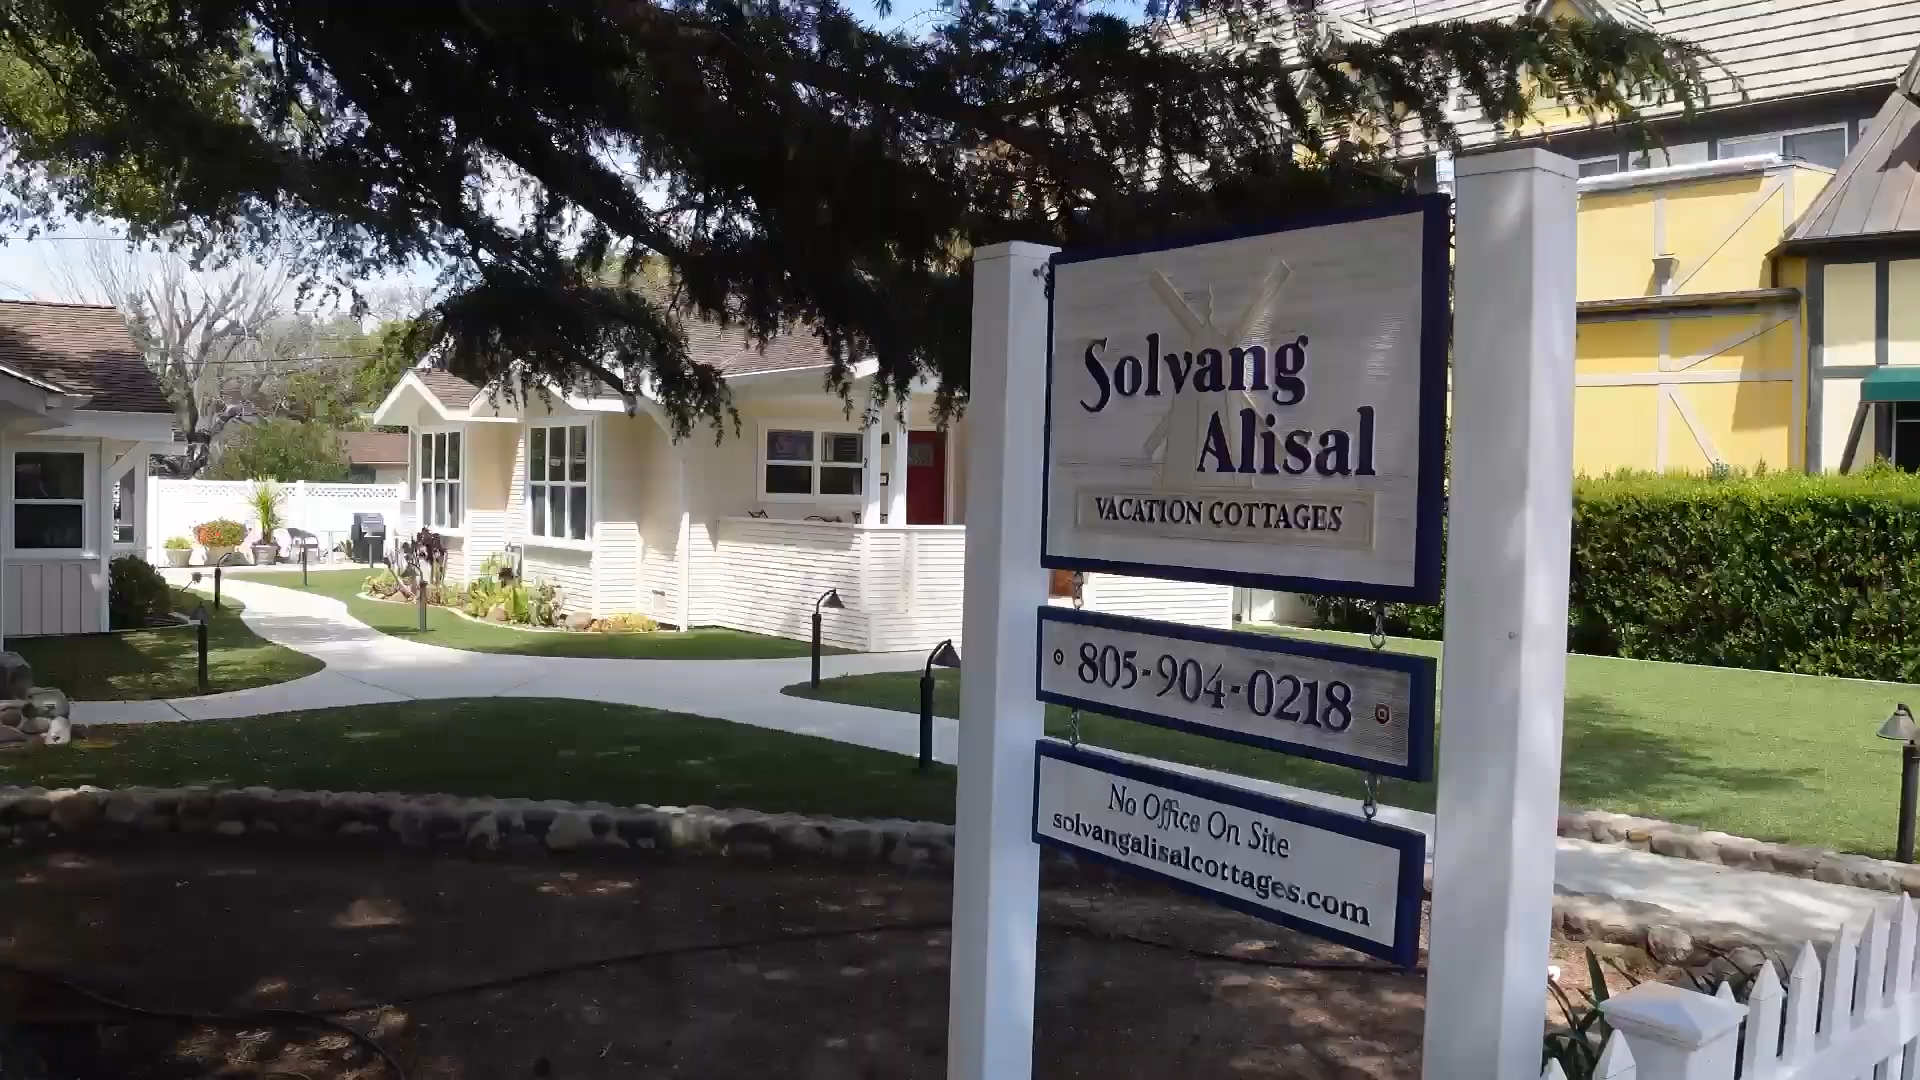 Solvang
Alisal
VACATION COTTAGES
805-904-0218
No Office On Site
solvangalisalcottages.com